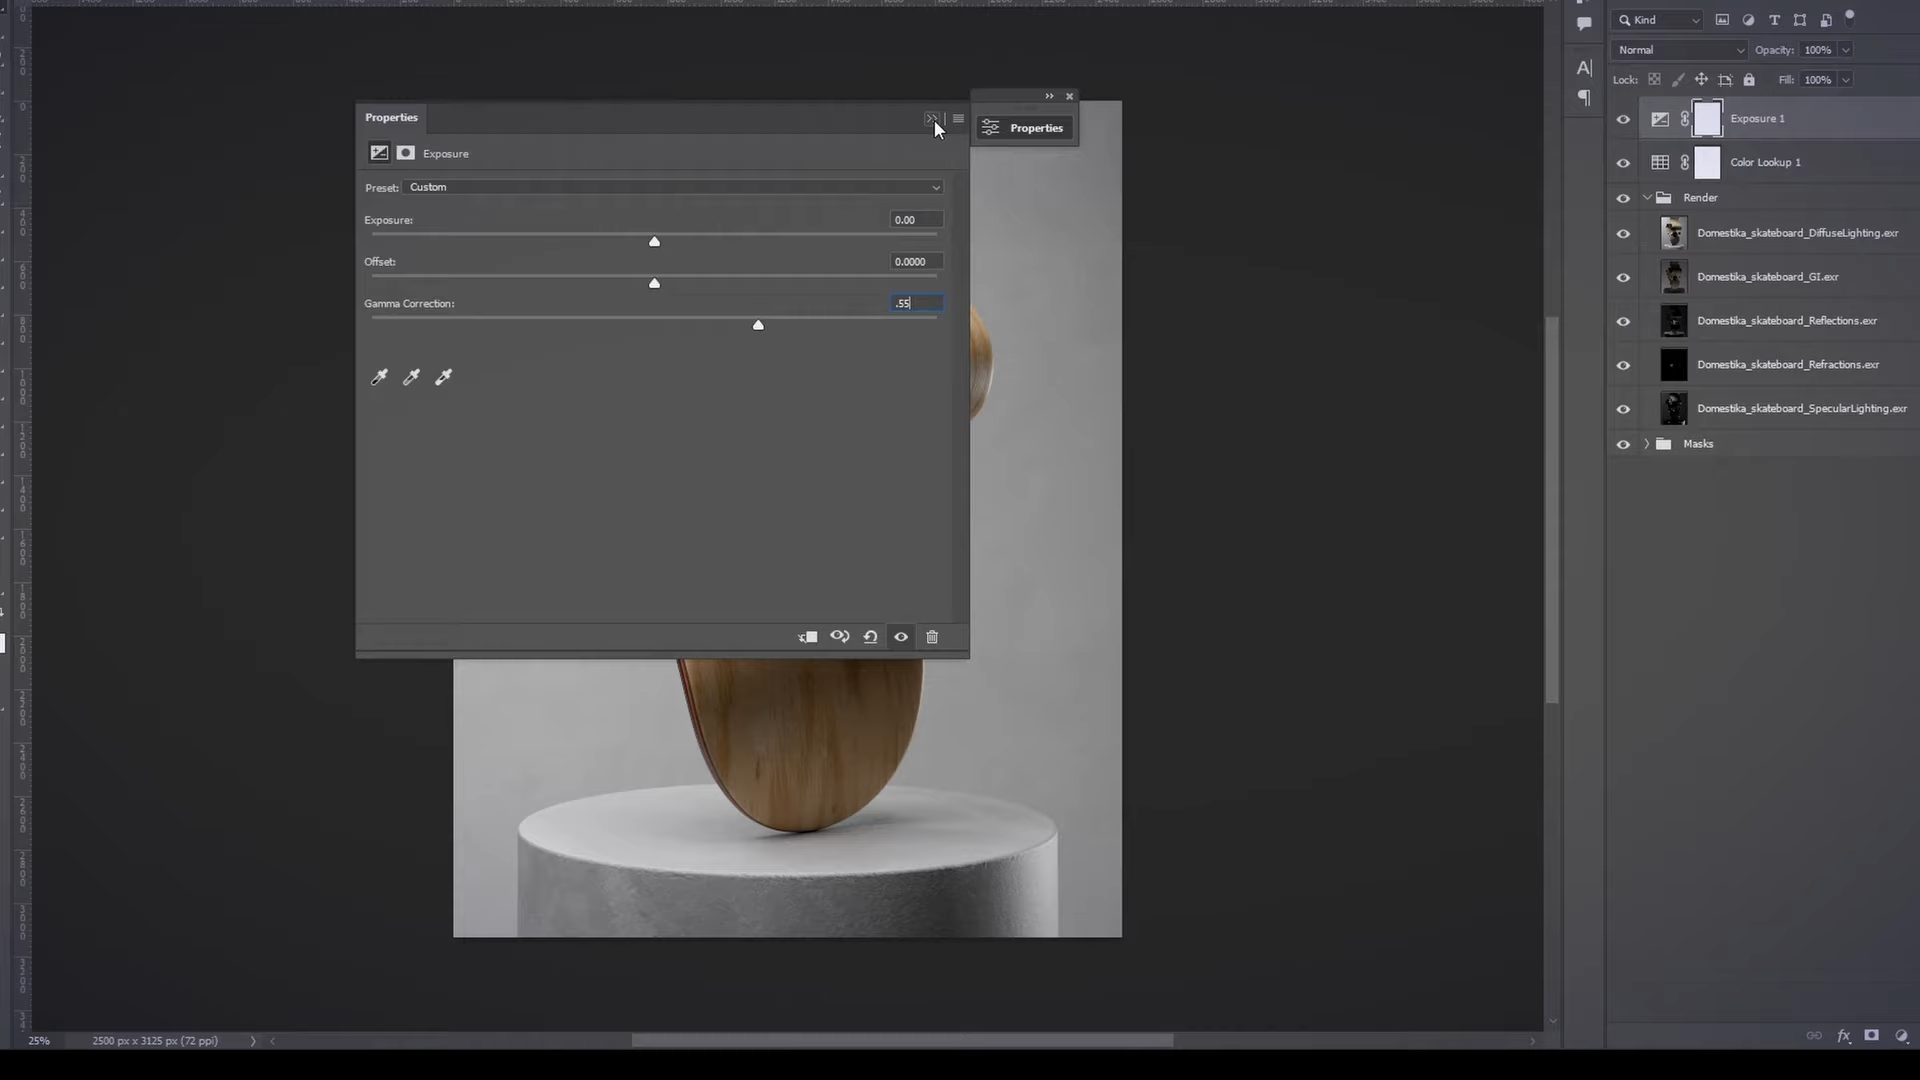 Kind
Normal
Opacity: 100%
Lock:
Fill: 100%
Properties
Properties
Exposure
Preset: Custom
Exposure: 0.00
Offset: 0.0000
Gamma Correction: .55
Exposure 1
Color Lookup 1
Render
Domestika_skateboard_DiffuseLighting.exr
Domestika_skateboard_GI.exr
Domestika_skateboard_Reflections.exr
Domestika_skateboard_Refractions.exr
Domestika_skateboard_SpecularLighting.exr
Masks
25%
2500 px x 3125 px (72 ppi)